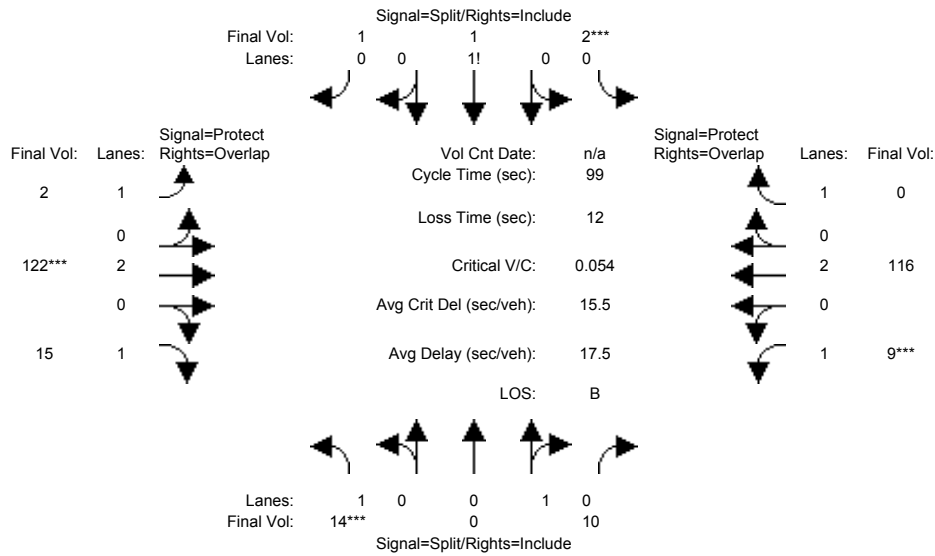 Signal=Split/Rights=Include
Final Vol: 1 1 2***
Lanes: 0 0 1! 0 0
Signal=Protect
Final Vol: Lanes: Rights=Overlap
Vol Cnt Date: n/a
Signal=Protect
Rights=Overlap Lanes: Final Vol:
Cycle Time (sec): 99
2 1
1 0
Loss Time (sec): 12
0
0
122*** 2
Critical V/C: 0.054
2 116
0
Avg Crit Del (sec/veh): 15.5
0
15 1
Avg Delay (sec/veh): 17.5
1 9***
LOS: B
Lanes: 1 0 0 1 0
Final Vol: 14*** 0 10
Signal=Split/Rights=Include